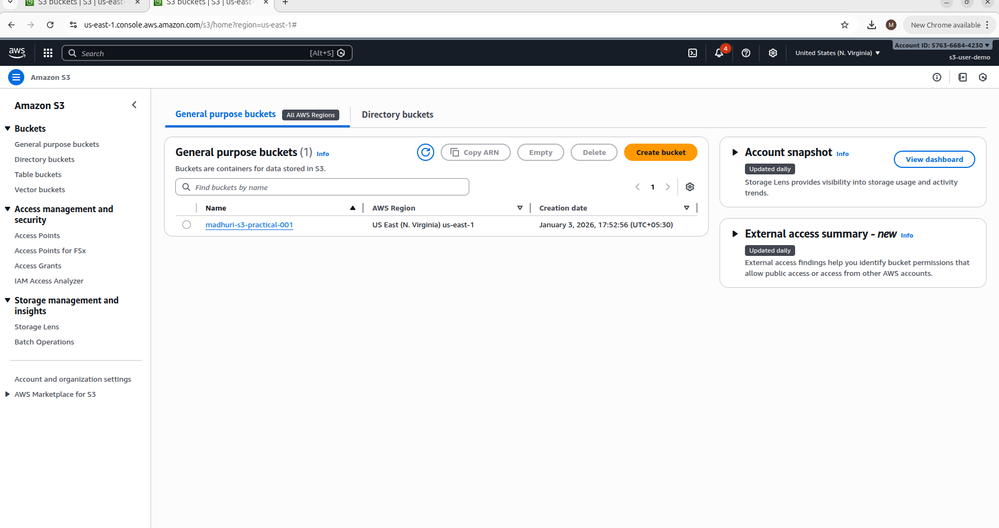 S3 buckets | S3 | us-east-
S3 buckets | S3 | us-east-
us-east-1.console.aws.amazon.com/s3/home?region=us-east-1#
M
New Chrome available
aws
Search
[Alt+S]
4
United States (N. Virginia)
Account ID: 5763-6684-4230
s3-user-demo
Amazon S3
Amazon S3
Buckets
General purpose buckets
Directory buckets
Table buckets
Vector buckets
Access management and
security
Access Points
Access Points for FSx
Access Grants
IAM Access Analyzer
Storage management and
insights
Storage Lens
Batch Operations
Account and organization settings
AWS Marketplace for S3
General purpose buckets All AWS Regions
Directory buckets
General purpose buckets (1) Info
Copy ARN
Empty
Delete
Create bucket
Buckets are containers for data stored in S3.
Find buckets by name
1
Name AWS Region Creation date
madhuri-s3-practical-001 US East (N. Virginia) us-east-1 January 3, 2026, 17:52:56 (UTC+05:30)
Account snapshot Info
View dashboard
Updated daily
Storage Lens provides visibility into storage usage and activity
trends.
External access summary - new Info
Updated daily
External access findings help you identify bucket permissions that
allow public access or access from other AWS accounts.